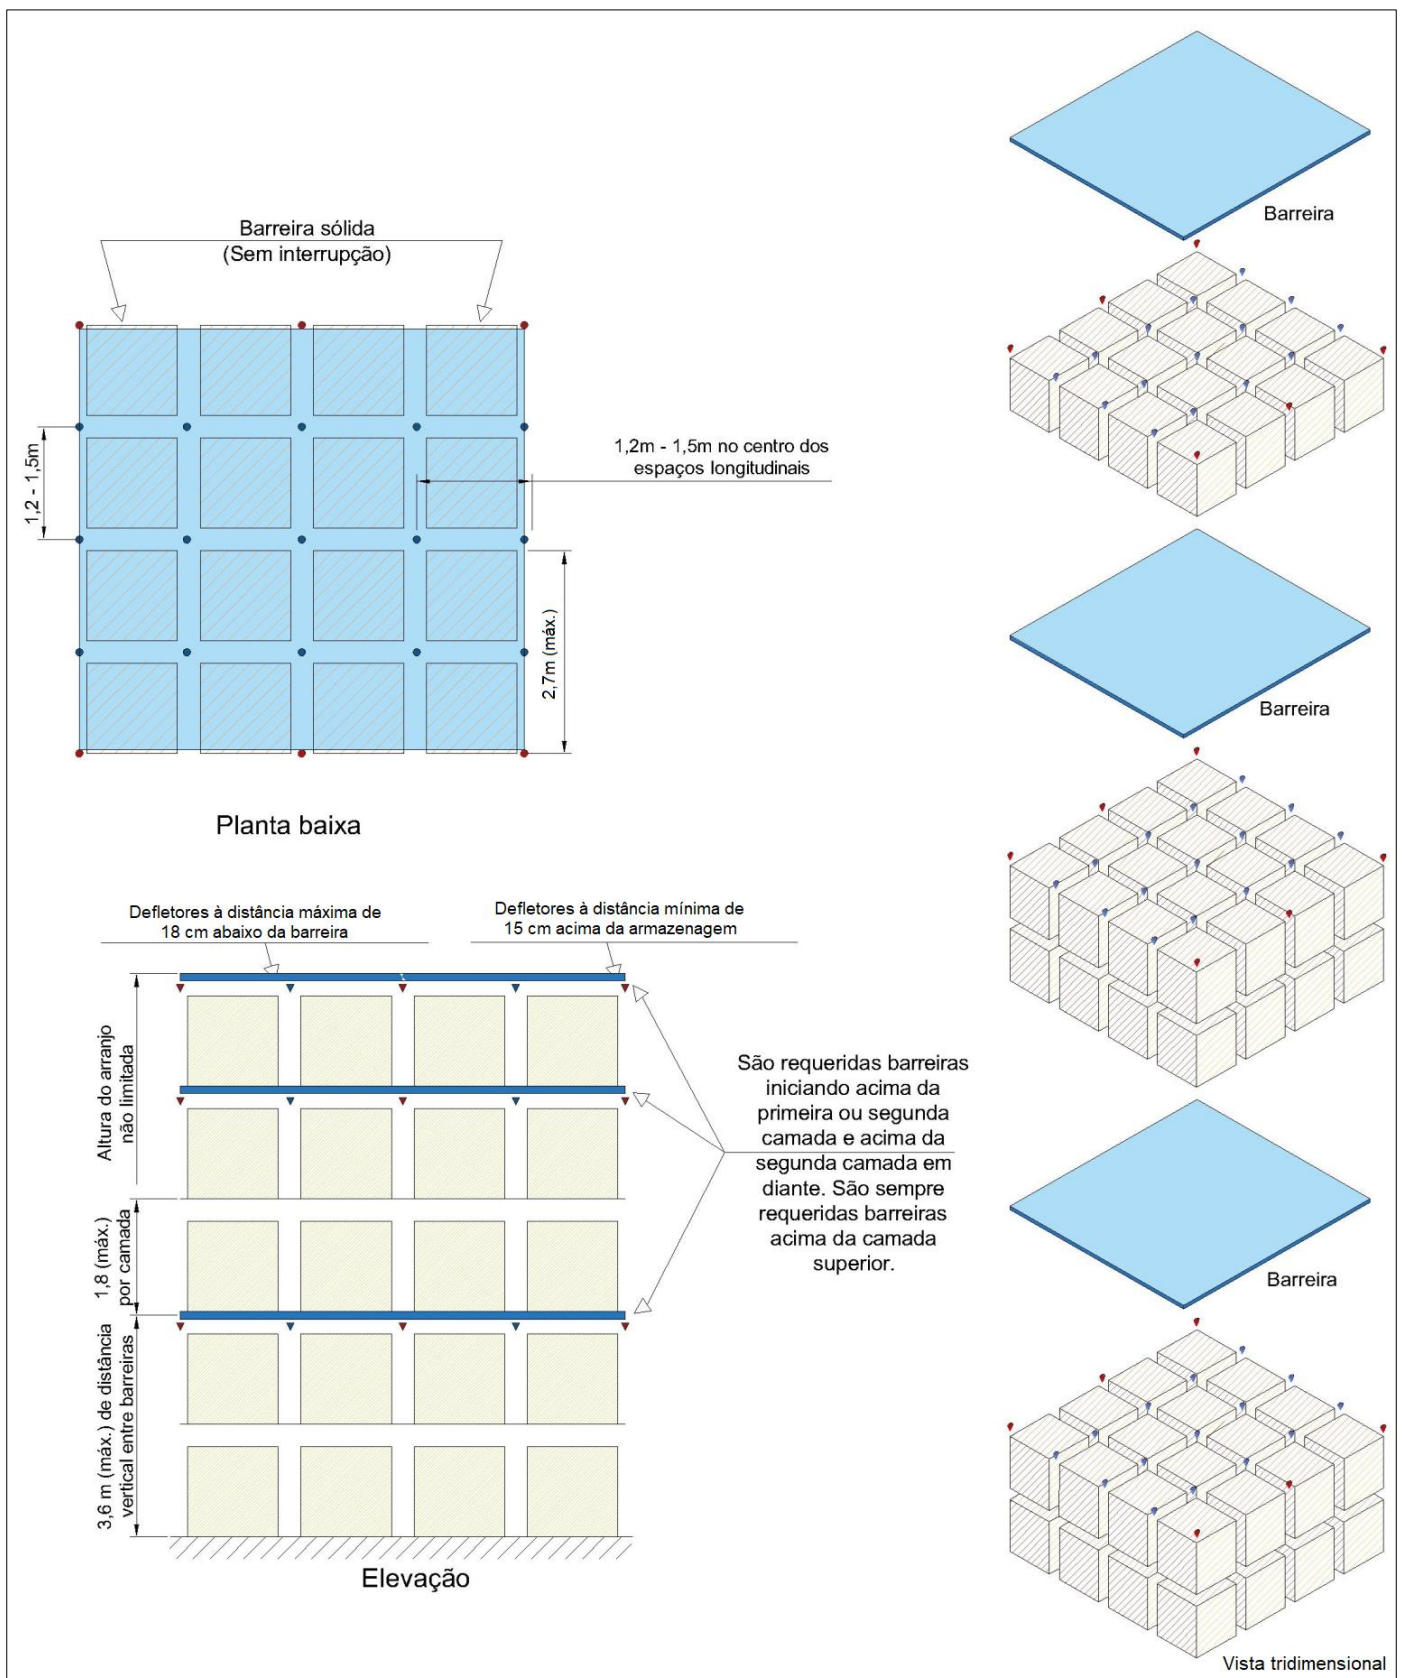 Barreira sólida
(Sem interrupção)
1,2 - 1,5m
1,2m - 1,5m no centro dos
espaços longitudinais
2,7m (máx.)
Planta baixa
Defletores à distância máxima de
18 cm abaixo da barreira
Defletores à distância mínima de
15 cm acima da armazenagem
Altura do arranjo
não limitada
1,8 (máx.)
por camada
3,6 m (máx.) de distância
vertical entre barreiras
São requeridas barreiras
iniciando acima da
primeira ou segunda
camada e acima da
segunda camada em
diante. São sempre
requeridas barreiras
acima da camada
superior.
Elevação
Barreira
Barreira
Barreira
Vista tridimensional